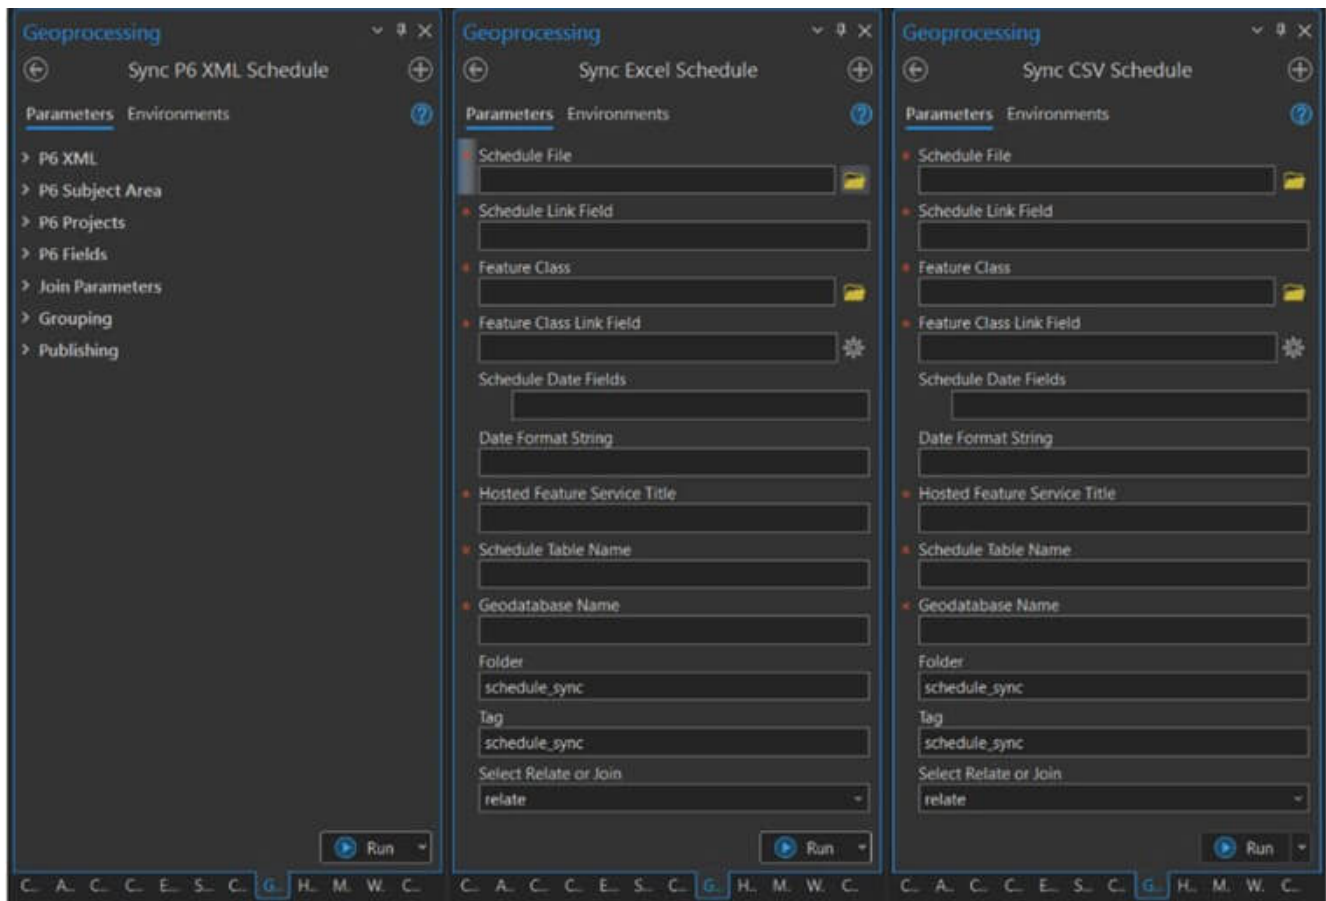 Geoprocessing
Sync P6 XML Schedule
Parameters Environments
P6 XML
P6 Subject Area
P6 Projects
P6 Fields
Join Parameters
Grouping
Publishing
Run
C... A... C... C... E... S... C... G... H... M. W. C...
Geoprocessing
Sync Excel Schedule
Parameters Environments
* Schedule File
* Schedule Link Field
* Feature Class
* Feature Class Link Field
Schedule Date Fields
Date Format String
* Hosted Feature Service Title
* Schedule Table Name
* Geodatabase Name
Folder
schedule_sync
Tag
schedule_sync
Select Relate or Join
relate
Run
C... A... C... C... E... S... C... G... H... M. W. C...
Geoprocessing
Sync CSV Schedule
Parameters Environments
* Schedule File
* Schedule Link Field
* Feature Class
* Feature Class Link Field
Schedule Date Fields
Date Format String
* Hosted Feature Service Title
* Schedule Table Name
* Geodatabase Name
Folder
schedule_sync
Tag
schedule_sync
Select Relate or Join
relate
Run
C... A... C... C... E... S... C... G... H... M. W. C...